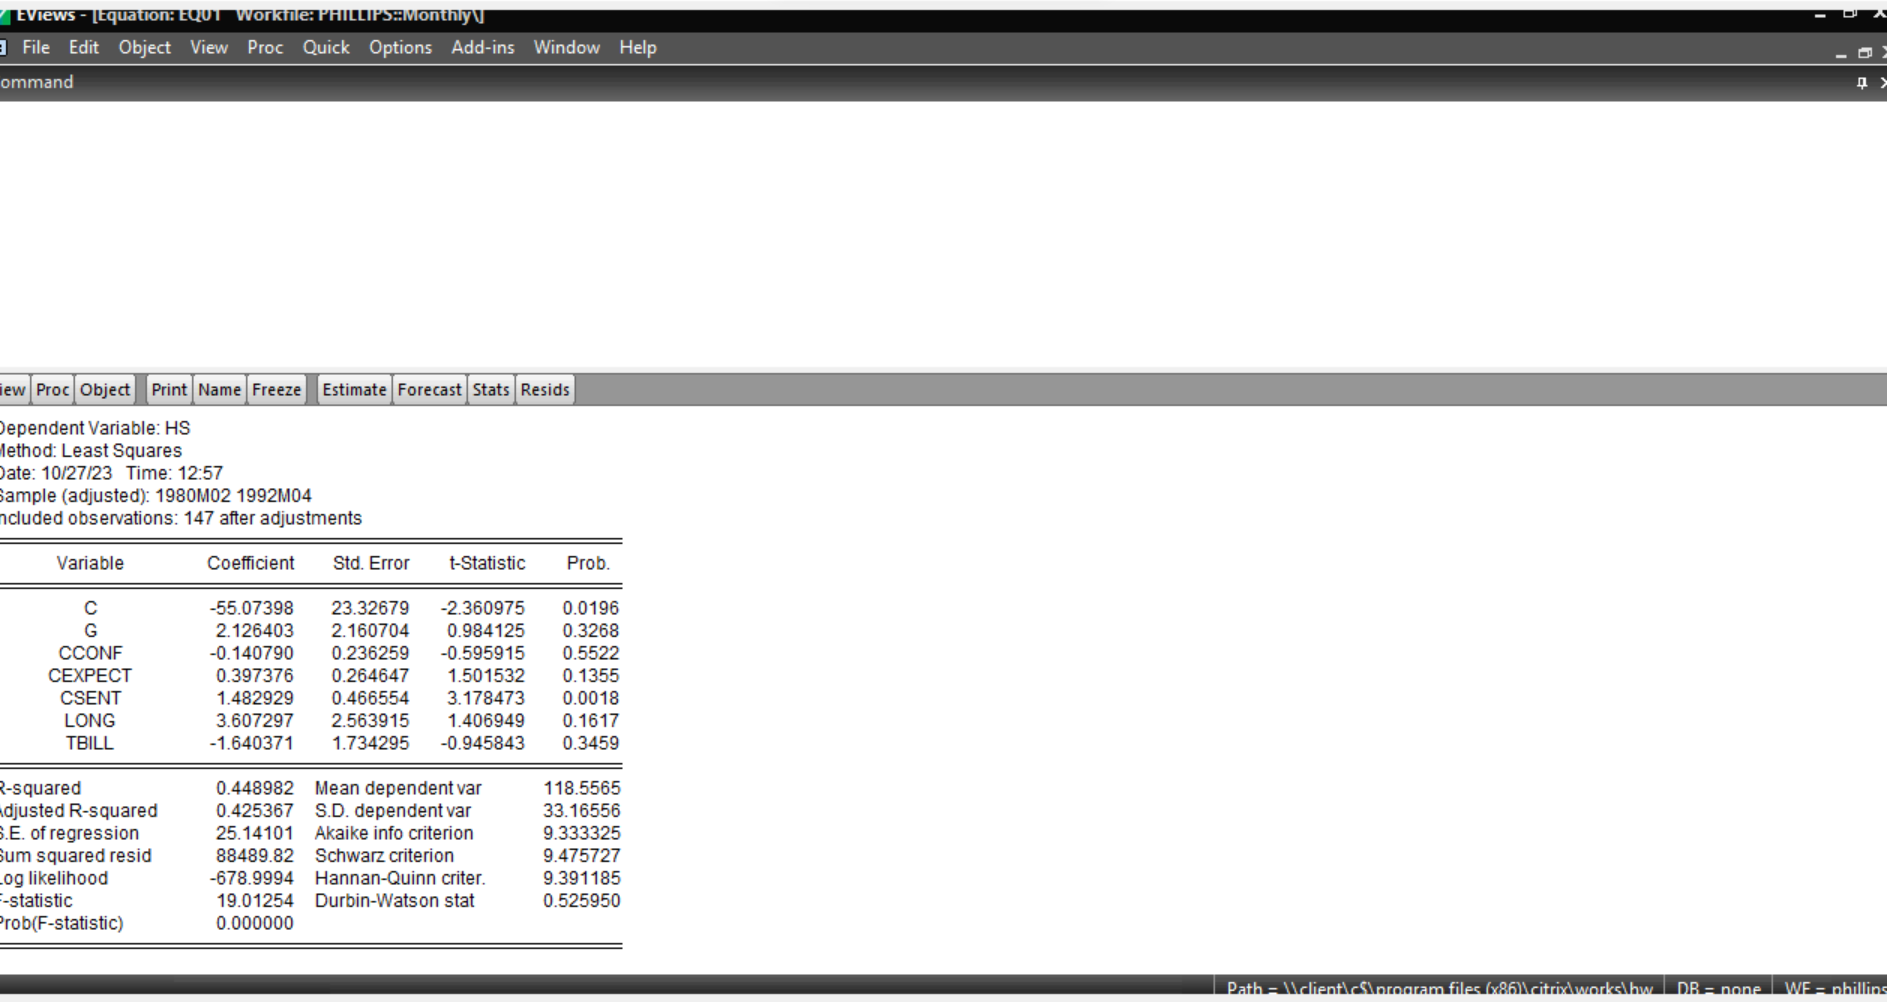 EViews - [Equation: EQ01 Workfile: PHILLIPS::Monthly\]
File Edit Object View Proc Quick Options Add-ins Window Help
ommand
iew Proc Object Print Name Freeze Estimate Forecast Stats Resids
Dependent Variable: HS
Method: Least Squares
Date: 10/27/23 Time: 12:57
Sample (adjusted): 1980M02 1992M04
ncluded observations: 147 after adjustments
Variable Coefficient Std. Error t-Statistic Prob.
C -55.07398 23.32679 -2.360975 0.0196
G 2.126403 2.160704 0.984125 0.3268
CCONF -0.140790 0.236259 -0.595915 0.5522
CEXPECT 0.397376 0.264647 1.501532 0.1355
CSENT 1.482929 0.466554 3.178473 0.0018
LONG 3.607297 2.563915 1.406949 0.1617
TBILL -1.640371 1.734295 -0.945843 0.3459
R-squared 0.448982 Mean dependent var 118.5565
Adjusted R-squared 0.425367 S.D. dependent var 33.16556
S.E. of regression 25.14101 Akaike info criterion 9.333325
Sum squared resid 88489.82 Schwarz criterion 9.475727
Log likelihood -678.9994 Hannan-Quinn criter. 9.391185
F-statistic 19.01254 Durbin-Watson stat 0.525950
Prob(F-statistic) 0.000000
Path = \\client\c$\program files (x86)\citrix\works\hw DB = none WF = phillips